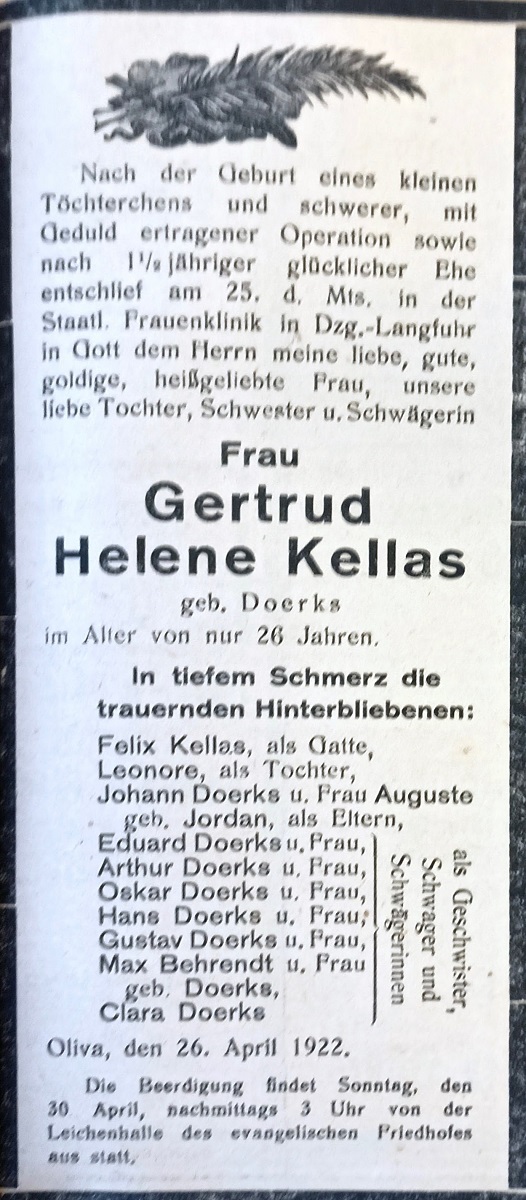 Nach der Geburt eines kleinen
Töchterchens und schwerer, mit
Geduld ertragener Operation sowie
nach 1½ jähriger glücklicher Ehe
entschlief am 25. d. Mts. in der
Staatl. Frauenklinik in Dzg.-Langfuhr
in Gott dem Herrn meine liebe, gute,
goldige, heißgeliebte Frau, unsere
liebe Tochter, Schwester u. Schwägerin
Frau
Gertrud
Helene Kellas
geb. Doerks
im Alter von nur 26 Jahren.
In tiefem Schmerz die
trauernden Hinterbliebenen:
Felix Kellas, als Gatte,
Leonore, als Tochter,
Johann Doerks u. Frau Auguste
geb. Jordan, als Eltern,
Eduard Doerks u. Frau,
Arthur Doerks u. Frau,
Oskar Doerks u. Frau,
Hans Doerks u. Frau,
Gustav Doerks u. Frau,
Max Behrendt u. Frau
geb. Doerks,
Clara Doerks
als Geschwister,
Schwager und
Schwägerinnen
Oliva, den 26. April 1922.
Die Beerdigung findet Sonntag, den
30 April, nachmittags 3 Uhr von der
Leichenhalle des evangelischen Friedhofes
aus statt.